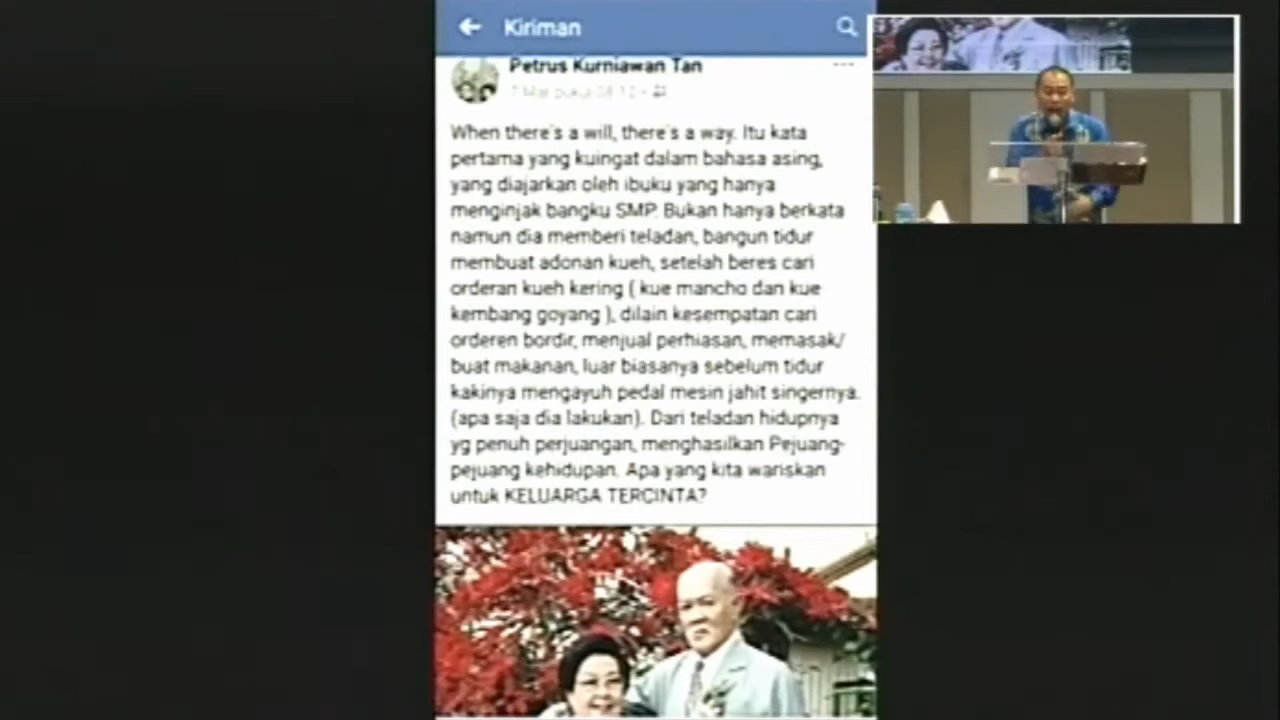 Kiriman
Petrus Kurniawan Tan
When there's a will, there's a way. Itu kata
pertama yang kuingat dalam bahasa asing,
yang diajarkan oleh ibuku yang hanya
menginjak bangku SMP. Bukan hanya berkata
namun dia memberi teladan, bangun tidur
membuat adonan kueh, setelah beres cari
orderan kueh kering ( kue mancho dan kue
kembang goyang ), dilain kesempatan cari
orderen bordir, menjual perhiasan, memasak/
buat makanan, luar biasanya sebelum tidur
kakinya mengayuh pedal mesin jahit singernya.
(apa saja dia lakukan). Dari teladan hidupnya
yg penuh perjuangan, menghasilkan Pejuang-
pejuang kehidupan. Apa yang kita wariskan
untuk KELUARGA TERCINTA?